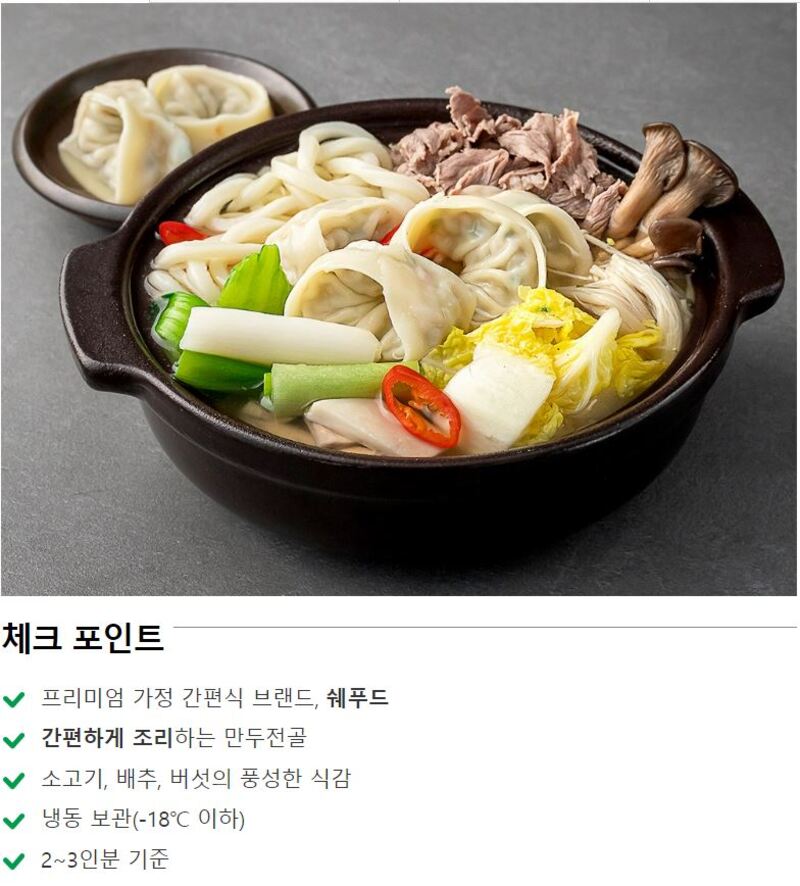 체크 포인트
프리미엄 가정 간편식 브랜드, 쉐푸드
간편하게 조리하는 만두전골
소고기, 배추, 버섯의 풍성한 식감
냉동 보관(-18℃ 이하)
2~3인분 기준